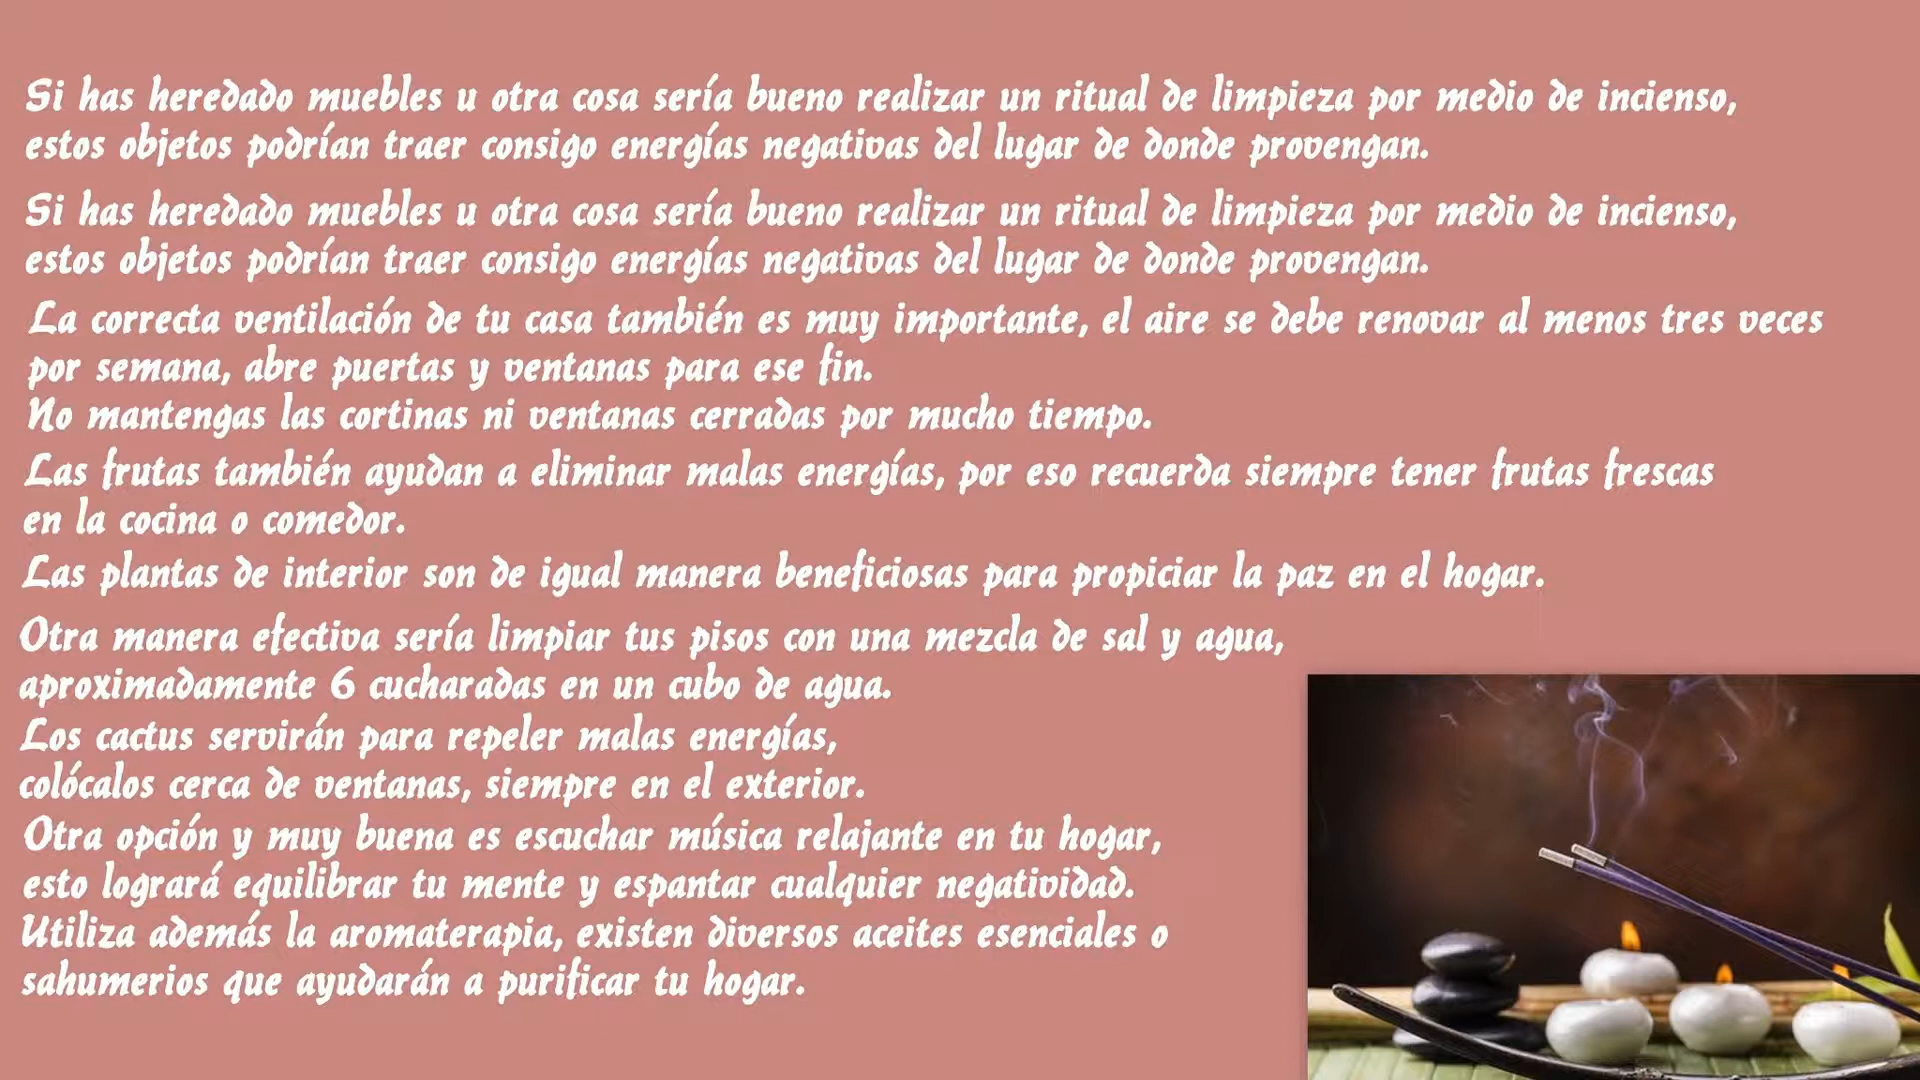 Si has heredado muebles u otra cosa sería bueno realizar un ritual de limpieza por medio de incienso,
estos objetos podrían traer consigo energías negativas del lugar de donde provengan.
Si has heredado muebles u otra cosa sería bueno realizar un ritual de limpieza por medio de incienso,
estos objetos podrían traer consigo energías negativas del lugar de donde provengan.
La correcta ventilación de tu casa también es muy importante, el aire se debe renovar al menos tres veces
por semana, abre puertas y ventanas para ese fin.
No mantengas las cortinas ni ventanas cerradas por mucho tiempo.
Las frutas también ayudan a eliminar malas energías, por eso recuerda siempre tener frutas frescas
en la cocina o comedor.
Las plantas de interior son de igual manera beneficiosas para propiciar la paz en el hogar.
Otra manera efectiva sería limpiar tus pisos con una mezcla de sal y agua,
aproximadamente 6 cucharadas en un cubo de agua.
Los cactus servirán para repeler malas energías,
colócalos cerca de ventanas, siempre en el exterior.
Otra opción y muy buena es escuchar música relajante en tu hogar,
esto logrará equilibrar tu mente y espantar cualquier negatividad.
Utiliza además la aromaterapia, existen diversos aceites esenciales o
sahumerios que ayudarán a purificar tu hogar.